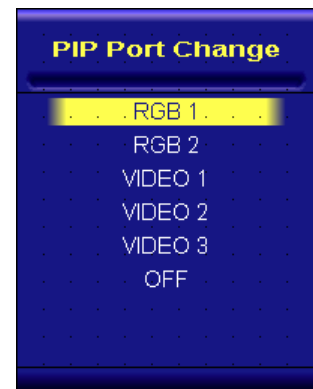 PIP Port Change
RGB 1
RGB 2
VIDEO 1
VIDEO 2
VIDEO 3
OFF